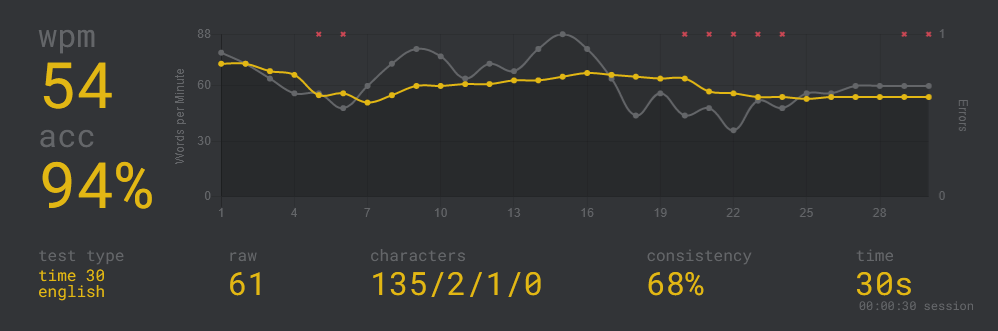 wpm
54
acc
94%
88
60
30
0
Words per Minute
1
4
7
10
13
16
19
22
25
28
1
0
Errors
test type
time 30
english
raw
61
characters
135/2/1/0
consistency
68%
time
30s
00:00:30 session